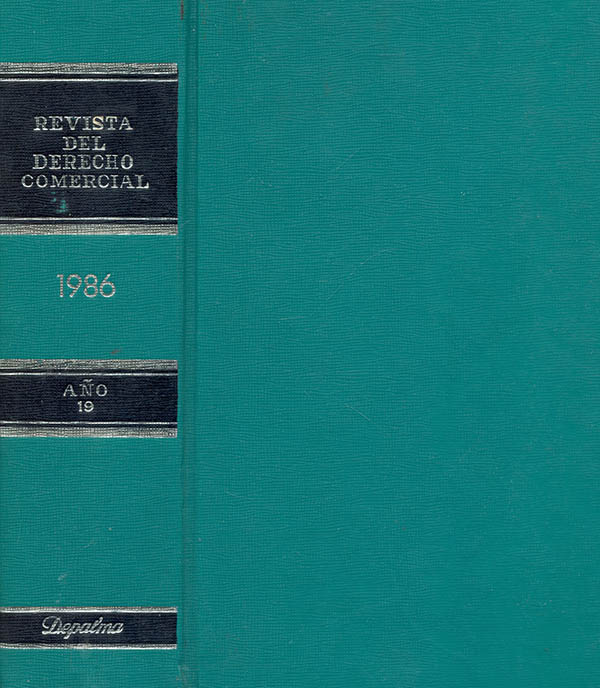 REVISTA
DEL
DERECHO
COMERCIAL
1986
AÑO
19
Depalma